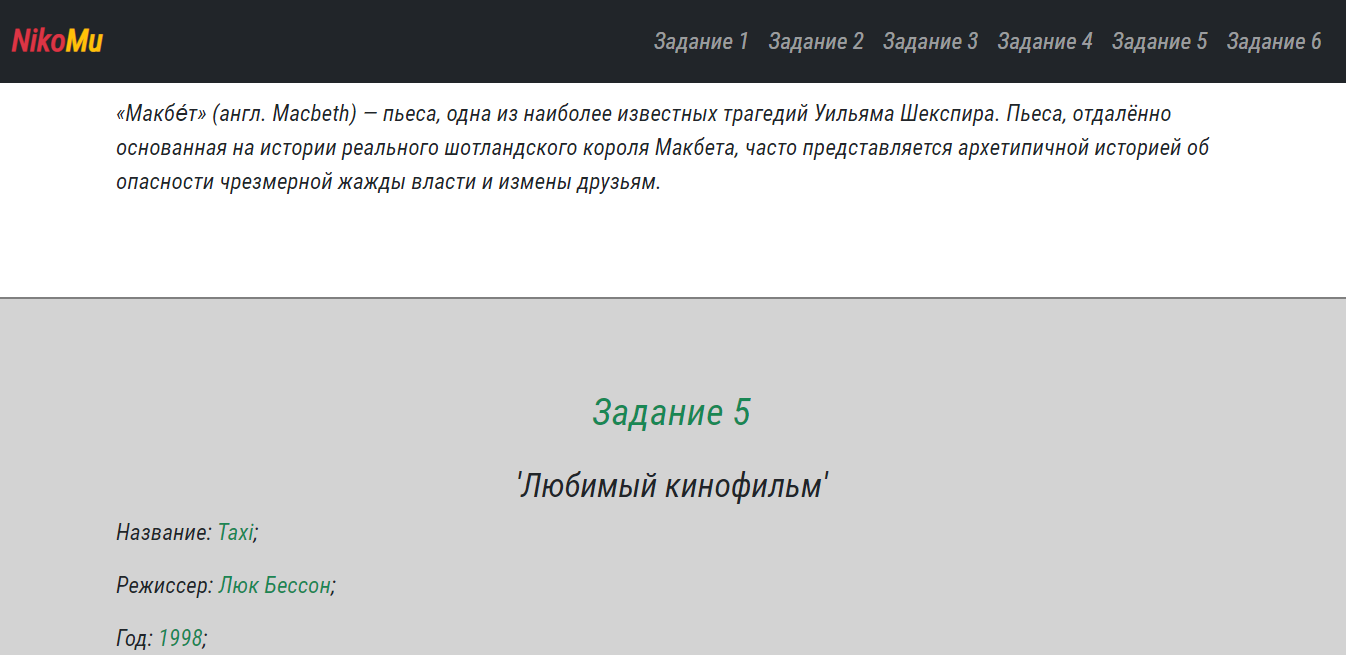 NikoMu
Задание 1 Задание 2 Задание 3 Задание 4 Задание 5 Задание 6
«Макбе́т» (англ. Macbeth) — пьеса, одна из наиболее известных трагедий Уильяма Шекспира. Пьеса, отдалённо
основанная на истории реального шотландского короля Макбета, часто представляется архетипичной историей об
опасности чрезмерной жажды власти и измены друзьям.
Задание 5
'Любимый кинофильм'
Название: Taxi;
Режиссер: Люк Бессон;
Год: 1998;